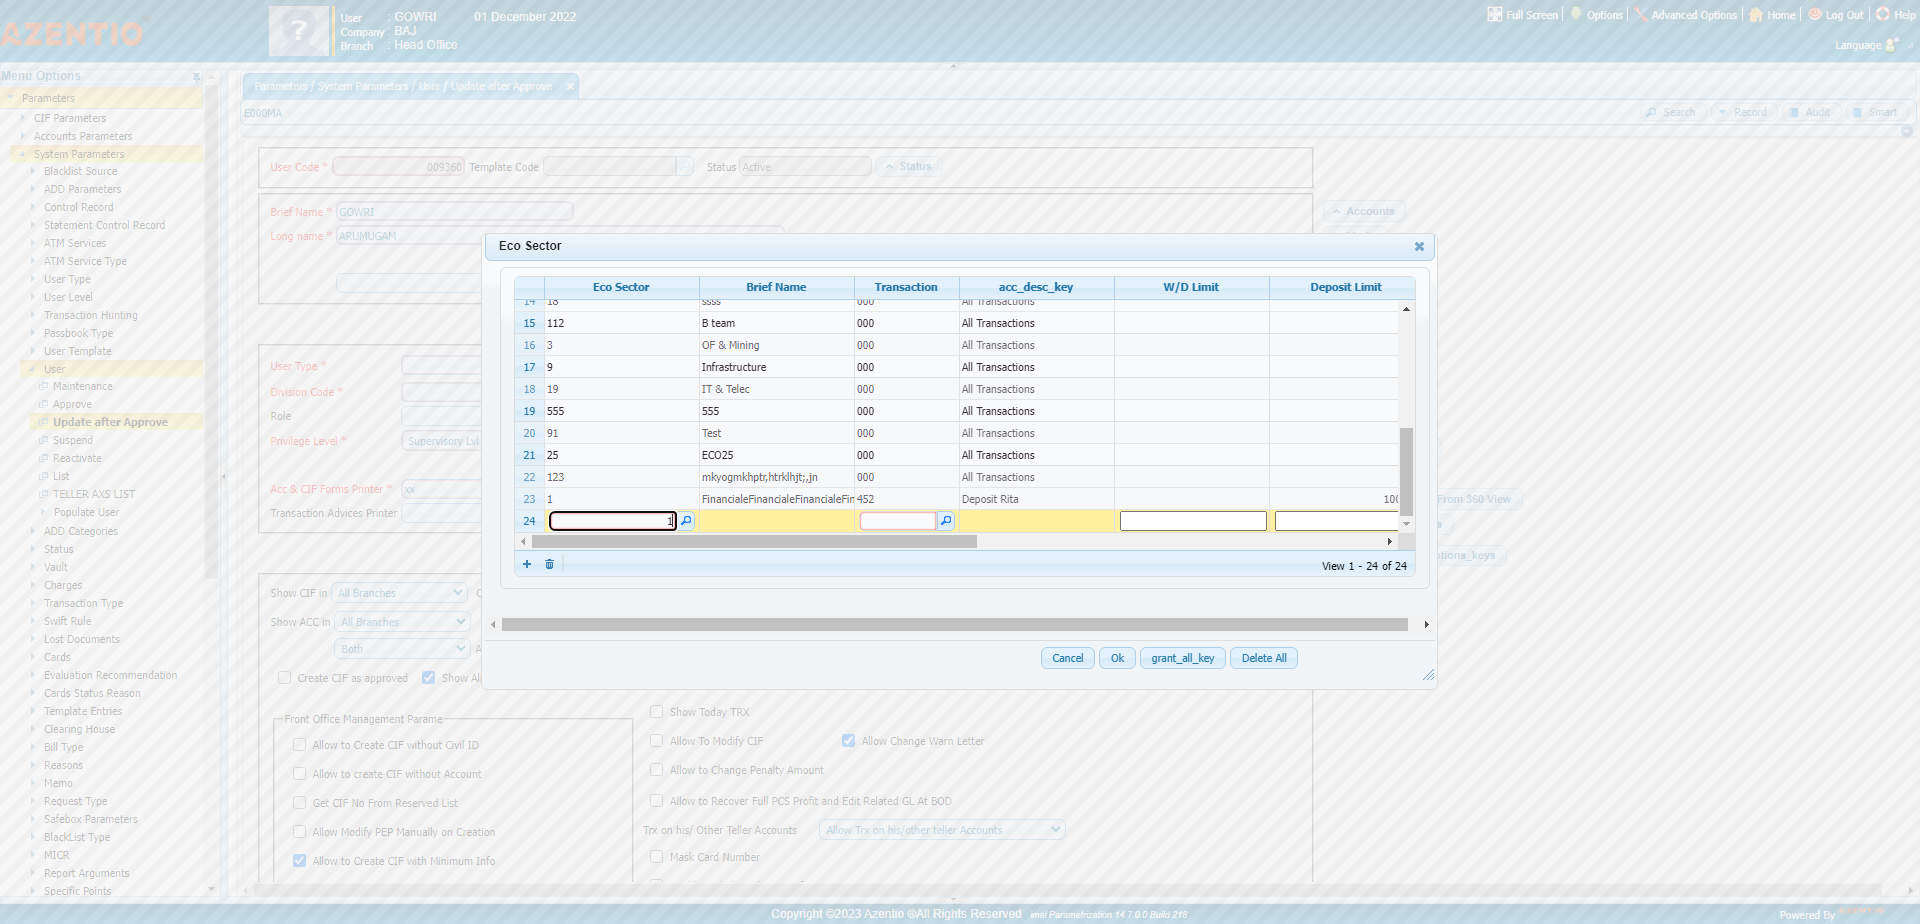 AZENTIO
User : GOWRI 01 December 2022
Company : BAJ
Branch : Head Office
Full Screen Options Advanced Options Home Log Out Help
Language
Menu Options
Parameters
CIF Parameters
Accounts Parameters
System Parameters
Blacklist Source
ADD Parameters
Control Record
Statement Control Record
ATM Services
ATM Service Type
User Type
User Level
Transaction Hunting
Passbook Type
User Template
User
Maintenance
Approve
Update after Approve
Suspend
Reactivate
List
TELLER AXS LIST
Populate User
ADD Categories
Status
Vault
Charges
Transaction Type
Swift Rule
Lost Documents
Cards
Evaluation Recommendation
Cards Status Reason
Template Entries
Clearing House
Bill Type
Reasons
Memo
Request Type
Safebox Parameters
BlackList Type
MICR
Report Arguments
Specific Points
Parameters / System Parameters / User / Update after Approve
E000MA
Search Record Audit Smart
User Code * 009360 Template Code Status Active Status
Brief Name * GOWRI
Accounts
Long name * ARUMUGAM
User Type *
Division Code *
Role
Privilege Level * Supervisory Lvl
Acc & CIF Forms Printer * xx
Transaction Advices Printer
From 360 View
tions_keys
Show CIF in All Branches
Show ACC in All Branches
Both
Create CIF as approved Show Al
Eco Sector
Eco Sector Brief Name Transaction acc_desc_key W/D Limit Deposit Limit
14 18 ssss 000 All Transactions
15 112 B team 000 All Transactions
16 3 OF & Mining 000 All Transactions
17 9 Infrastructure 000 All Transactions
18 19 IT & Telec 000 All Transactions
19 555 555 000 All Transactions
20 91 Test 000 All Transactions
21 25 ECO25 000 All Transactions
22 123 mkyogmkhptr,htrklhjt;,jn 000 All Transactions
23 1 FinancialeFinancialeFinancialeFin 452 Deposit Rita 100
24 1
View 1 - 24 of 24
Cancel Ok grant_all_key Delete All
Front Office Management Parame
Allow to Create CIF without Civil ID
Allow to create CIF without Account
Get CIF No From Reserved List
Allow Modify PEP Manually on Creation
Allow to Create CIF with Minimum Info
Show Today TRX
Allow To Modify CIF Allow Change Warn Letter
Allow to Change Penalty Amount
Allow to Recover Full PCS Profit and Edit Related GL At BOD
Trx on his/ Other Teller Accounts Allow Trx on his/other teller Accounts
Mask Card Number
Copyright ©2023 Azentio ®All Rights Reserved imal Parametrization 14.7.0.0 Build 218
Powered By